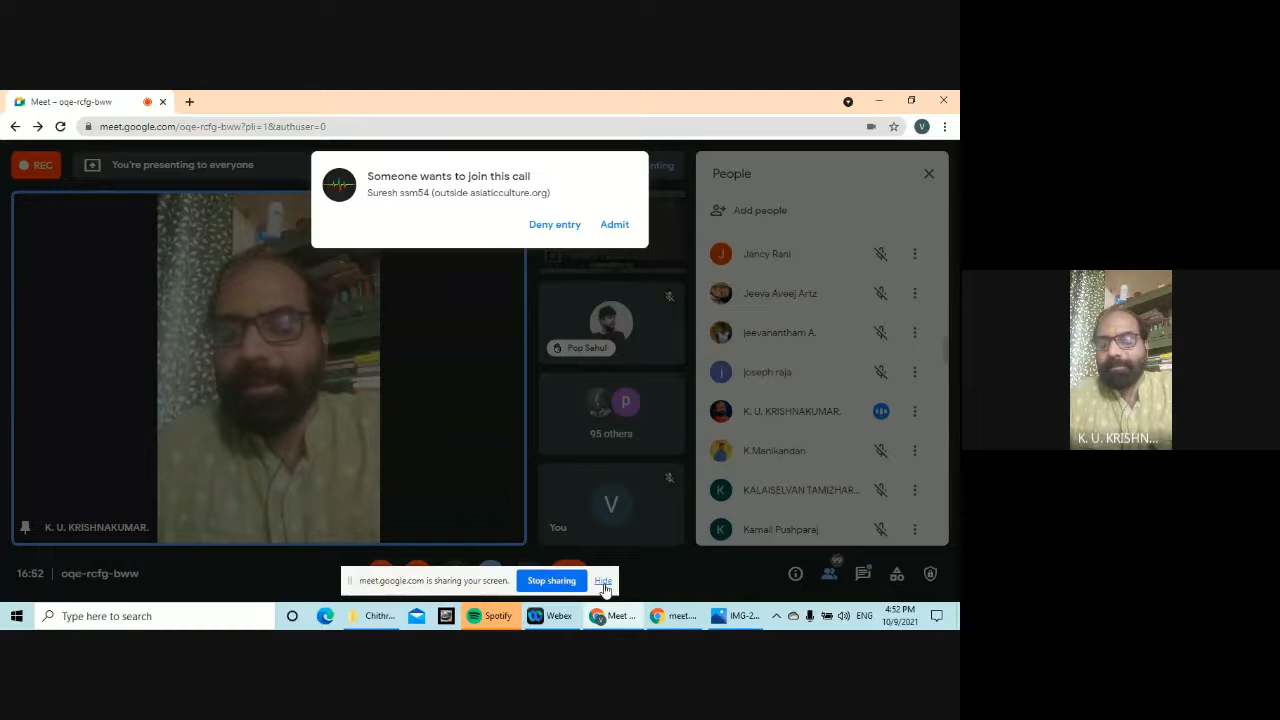 Meet – oqe-rcfg-bww
meet.google.com/oqe-rcfg-bww?pli=1&authuser=0
V
REC
You're presenting to everyone
Someone wants to join this call
Suresh ssm54 (outside asiaticculture.org)
Deny entry
Admit
People
Add people
J
Jancy Rani
Jeeva Aveej Artz
jeevanantham A.
j
joseph raja
K. U. KRISHNAKUMAR.
K.Manikandan
K
KALAISELVAN TAMIZHAR...
K
Kamali Pushparaj
Pop Sahul
P
95 others
V
You
K. U. KRISHNAKUMAR.
K. U. KRISHN...
16:52
oqe-rcfg-bww
meet.google.com is sharing your screen.
Stop sharing
Hide
99
Type here to search
Chithr...
Spotify
Webex
Meet ...
meet....
IMG-2...
ENG
4:52 PM
10/9/2021